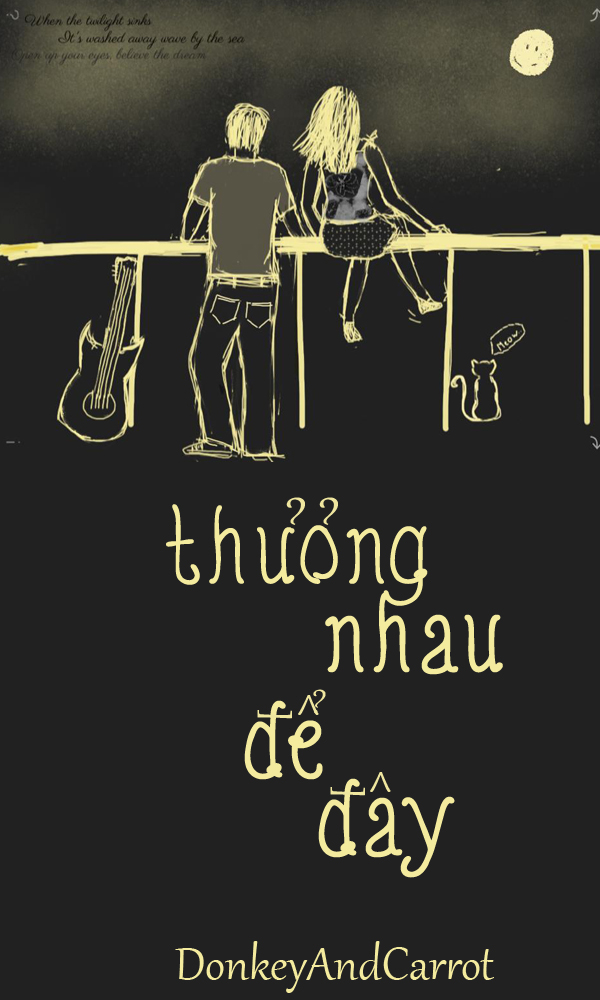 When the twilight sinks
It's washed away wave by the sea
Open up your eyes, believe the dream
Meow
thưởng
nhau
để
đây
DonkeyAndCarrot